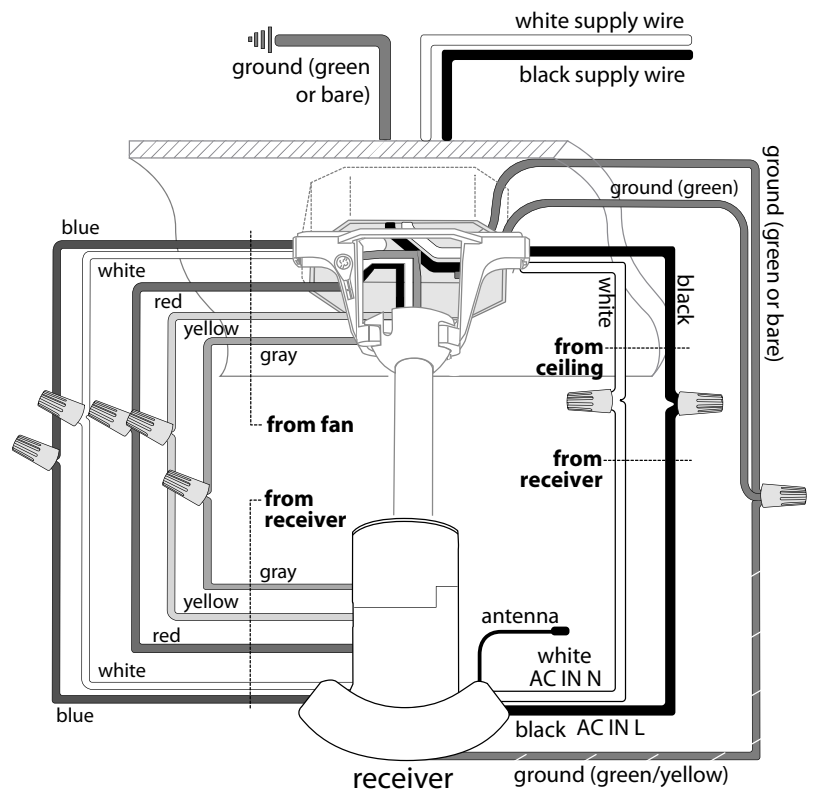 white supply wire
ground (green
or bare)
black supply wire
ground (green)
ground (green or bare)
blue
white
red
yellow
gray
white
black
from
ceiling
from fan
from
receiver
from
receiver
gray
yellow
red
white
blue
antenna
white
AC IN N
black AC IN L
ground (green/yellow)
receiver